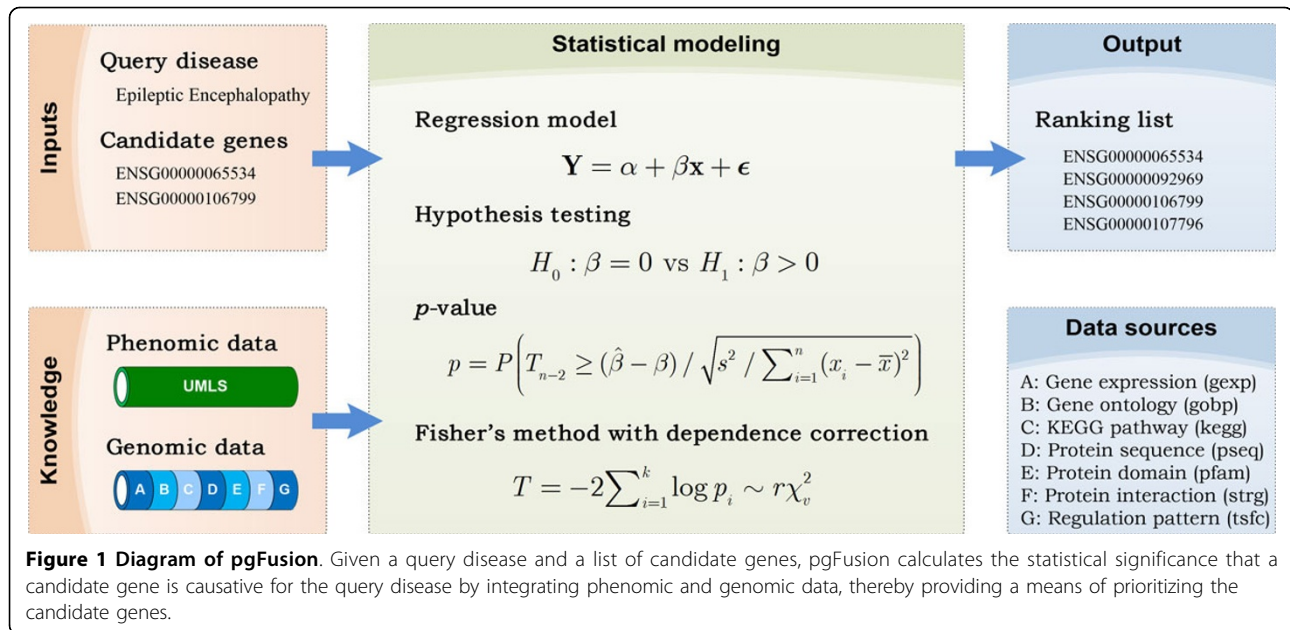 Inputs
Query disease
Epileptic Encephalopathy
Candidate genes
ENSG00000065534
ENSG00000106799
Knowledge
Phenomic data
UMLS
Genomic data
A B C D E F G
Statistical modeling
Regression model
Y = α + βx + ϵ
Hypothesis testing
H₀ : β = 0 vs H₁ : β > 0
p-value
p = P(Tₙ₋₂ ≥ (β̂ − β) / √(s² / ∑ᵢ₌₁ⁿ (xᵢ − x̅)²))
Fisher's method with dependence correction
T = −2∑ᵢ₌₁ᵏ log pᵢ ∼ rχᵥ²
Output
Ranking list
ENSG00000065534
ENSG00000092969
ENSG00000106799
ENSG00000107796
Data sources
A: Gene expression (gexp)
B: Gene ontology (gobp)
C: KEGG pathway (kegg)
D: Protein sequence (pseq)
E: Protein domain (pfam)
F: Protein interaction (strg)
G: Regulation pattern (tsfc)
Figure 1 Diagram of pgFusion. Given a query disease and a list of candidate genes, pgFusion calculates the statistical significance that a
candidate gene is causative for the query disease by integrating phenomic and genomic data, thereby providing a means of prioritizing the
candidate genes.